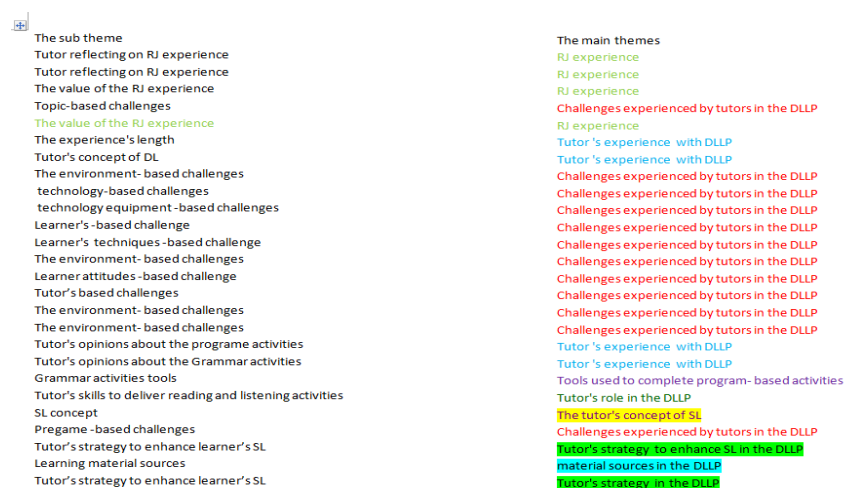 The sub theme The main themes
Tutor reflecting on RJ experience RJ experience
Tutor reflecting on RJ experience RJ experience
The value of the RJ experience RJ experience
Topic-based challenges Challenges experienced by tutors in the DLLP
The value of the RJ experience RJ experience
The experience's length Tutor 's experience with DLLP
Tutor's concept of DL Tutor 's experience with DLLP
The environment- based challenges Challenges experienced by tutors in the DLLP
technology-based challenges Challenges experienced by tutors in the DLLP
technology equipment -based challenges Challenges experienced by tutors in the DLLP
Learner's -based challenge Challenges experienced by tutors in the DLLP
Learner's techniques -based challenge Challenges experienced by tutors in the DLLP
The environment- based challenges Challenges experienced by tutors in the DLLP
Learner attitudes -based challenge Challenges experienced by tutors in the DLLP
Tutor’s based challenges Challenges experienced by tutors in the DLLP
The environment- based challenges Challenges experienced by tutors in the DLLP
The environment- based challenges Challenges experienced by tutors in the DLLP
Tutor's opinions about the programe activities Tutor 's experience with DLLP
Tutor's opinions about the Grammar activities Tutor 's experience with DLLP
Grammar activities tools Tools used to complete program- based activities
Tutor's skills to deliver reading and listening activities Tutor's role in the DLLP
SL concept The tutor's concept of SL
Pregame -based challenges Challenges experienced by tutors in the DLLP
Tutor’s strategy to enhance learner’s SL Tutor's strategy to enhance SL in the DLLP
Learning material sources material sources in the DLLP
Tutor’s strategy to enhance learner’s SL Tutor's strategy in the DLLP